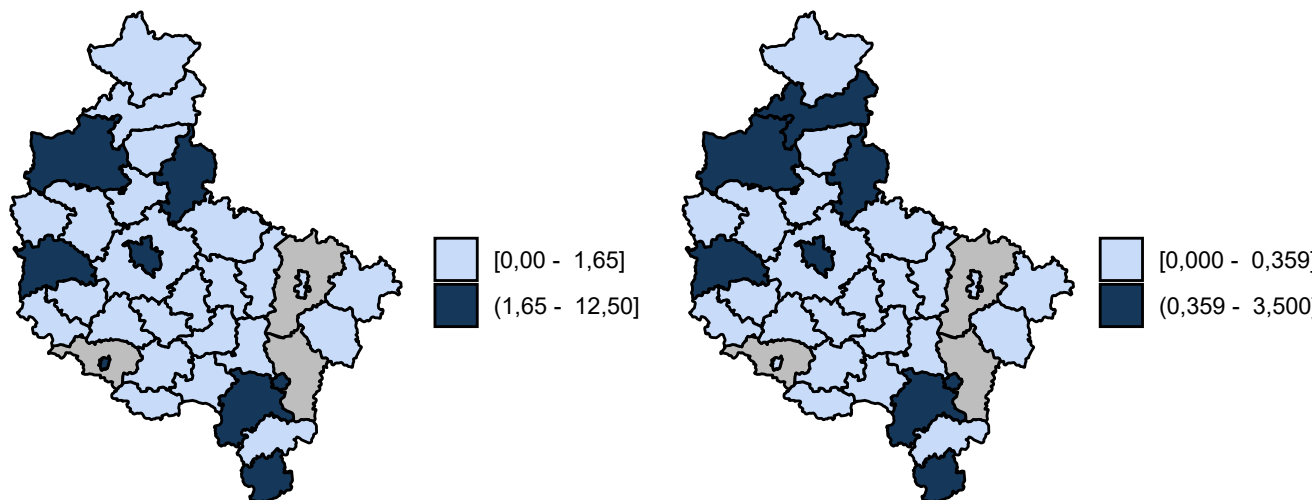 [0,00 - 1,65]
(1,65 - 12,50]
[0,000 - 0,359]
(0,359 - 3,500]